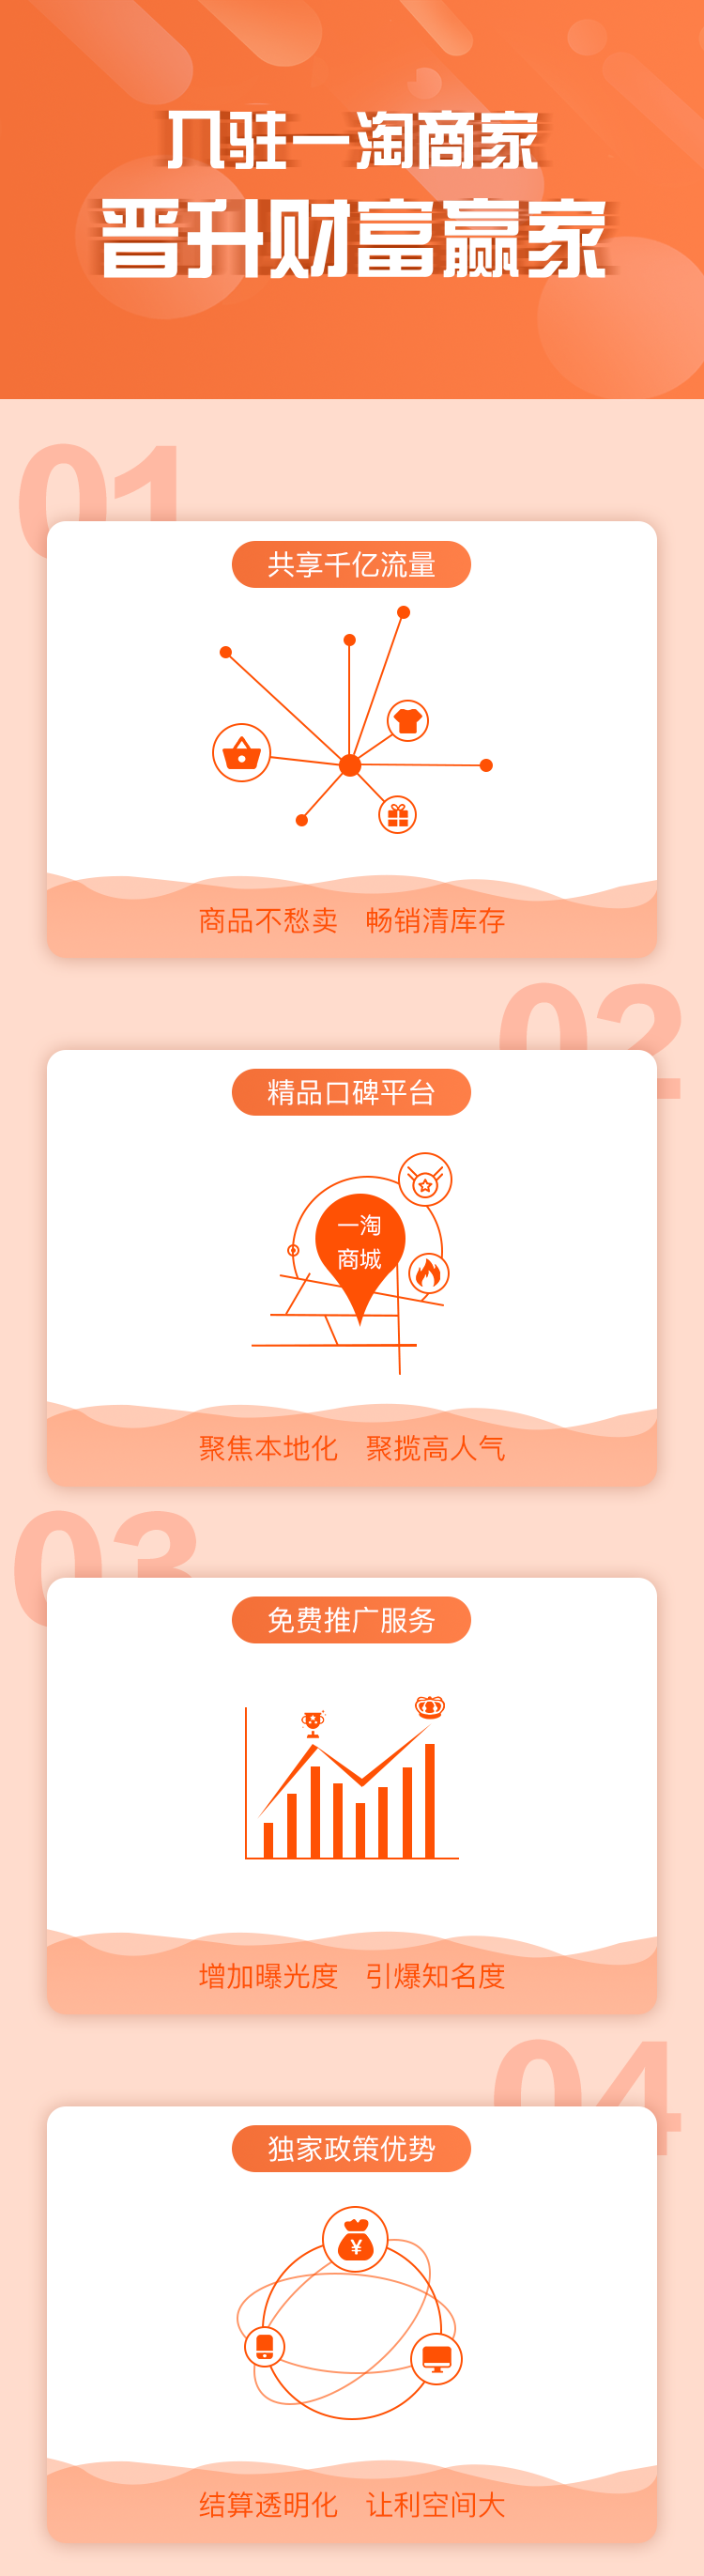 入驻一淘商家
晋升财富赢家
01
共享千亿流量
商品不愁卖 畅销清库存
02
精品口碑平台
一淘
商城
聚焦本地化 聚揽高人气
03
免费推广服务
增加曝光度 引爆知名度
04
独家政策优势
¥
结算透明化 让利空间大